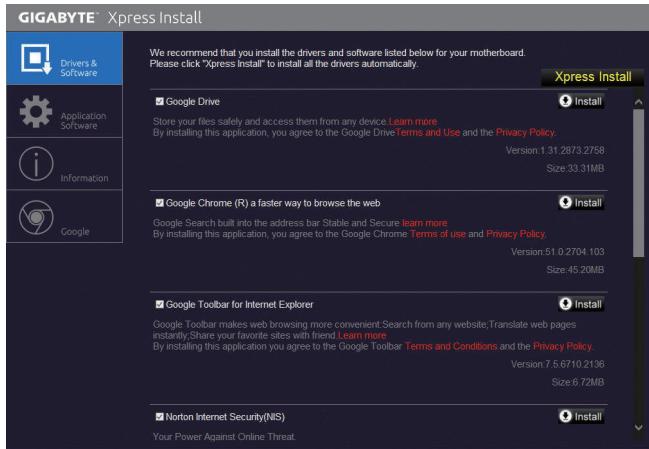 GIGABYTE™ Xpress Install
Drivers &
Software
Application
Software
Information
Google
We recommend that you install the drivers and software listed below for your motherboard.
Please click "Xpress Install" to install all the drivers automatically.
Xpress Install
Google Drive
Install
Store your files safely and access them from any device.Learn more
By installing this application, you agree to the Google DriveTerms and Use and the Privacy Policy.
Version:1.31.2873.2758
Size:33.31MB
Google Chrome (R) a faster way to browse the web
Install
Google Search built into the address bar Stable and Secure learn more
By installing this application, you agree to the Google Chrome Terms of use and Privacy Policy.
Version:51.0.2704.103
Size:45.20MB
Google Toolbar for Internet Explorer
Install
Google Toolbar makes web browsing more convenient.Search from any website;Translate web pages
instantly;Share your favorite sites with friend.Learn more
By installing this application you agree to the Google Toolbar Terms and Conditions and the Privacy Policy.
Version:7.5.6710.2136
Size:6.72MB
Norton Internet Security(NIS)
Install
Your Power Against Online Threat.